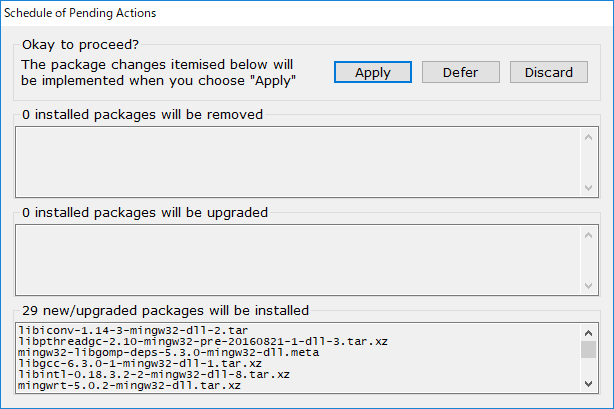 Schedule of Pending Actions
Okay to proceed?
The package changes itemised below will
be implemented when you choose "Apply"
Apply
Defer
Discard
0 installed packages will be removed
0 installed packages will be upgraded
29 new/upgraded packages will be installed
libiconv-1.14-3-mingw32-dll-2.tar
libpthreadgc-2.10-mingw32-pre-20160821-1-dll-3.tar.xz
mingw32-libgomp-deps-5.3.0-mingw32-dll.meta
libgcc-6.3.0-1-mingw32-dll-1.tar.xz
libintl-0.18.3.2-2-mingw32-dll-8.tar.xz
mingwrt-5.0.2-mingw32-dll.tar.xz